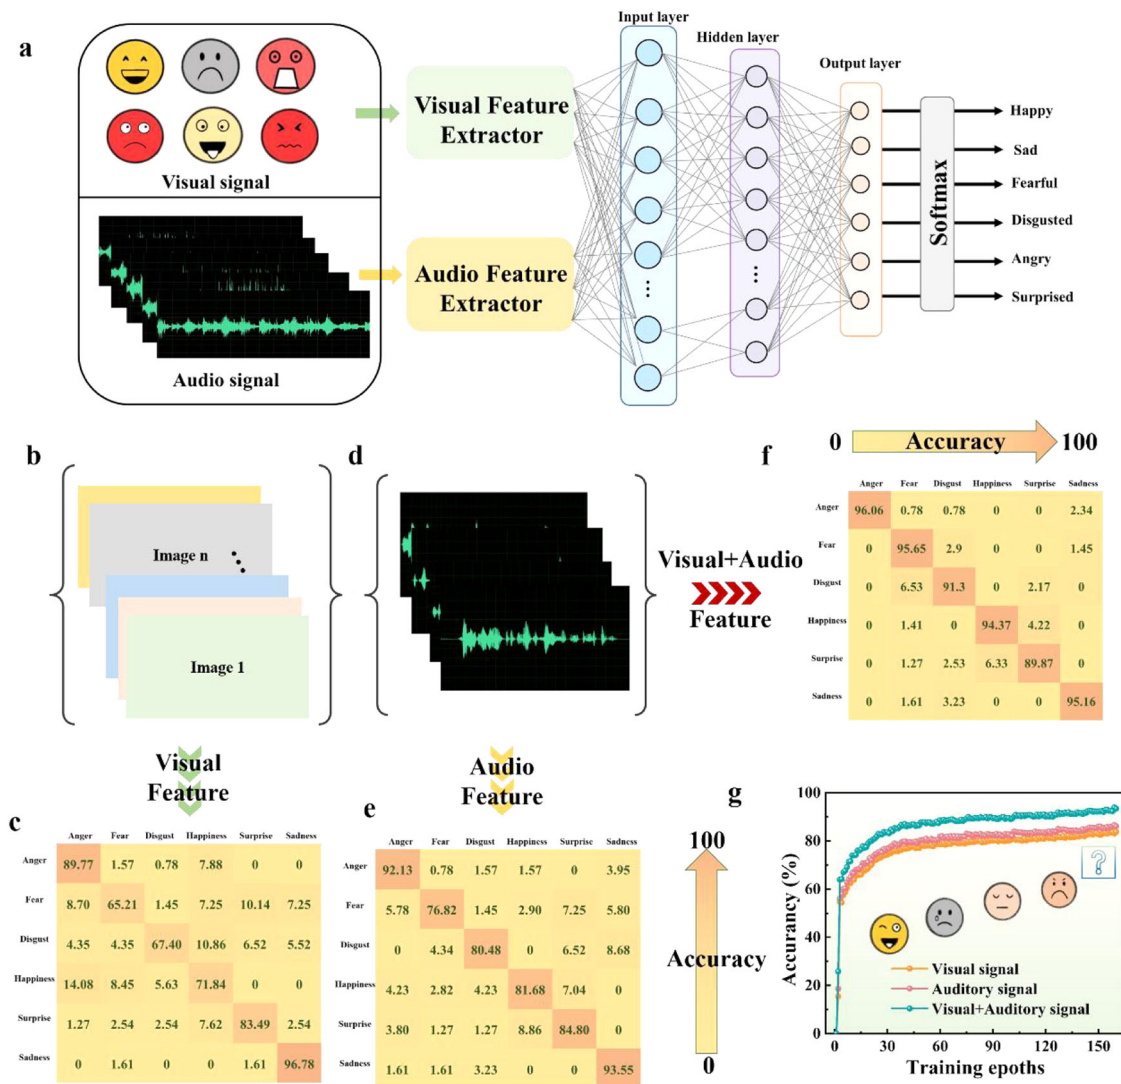 a
Visual signal
Audio signal
Visual Feature
Extractor
Audio Feature
Extractor
Input layer
Hidden layer
Output layer
Softmax
Happy
Sad
Fearful
Disgusted
Angry
Surprised
b
Image n
Image 1
Visual
Feature
d
Audio
Feature
Visual+Audio
Feature
f
0 Accuracy 100
Anger Fear Disgust Happiness Surprise Sadness
Anger 96.06 0.78 0.78 0 0 2.34
Fear 0 95.65 2.9 0 0 1.45
Disgust 0 6.53 91.3 0 2.17
Happiness 0 1.41 0 94.37 4.22 0
Surprise 0 1.27 2.53 6.33 89.87 0
Sadness 0 1.61 3.23 0 0 95.16
c
Anger Fear Disgust Happiness Surprise Sadness
Anger 89.77 1.57 0.78 7.88 0 0
Fear 8.70 65.21 1.45 7.25 10.14 7.25
Disgust 4.35 4.35 67.40 10.86 6.52 5.52
Happiness 14.08 8.45 5.63 71.84 0 0
Surprise 1.27 2.54 2.54 7.62 83.49 2.54
Sadness 0 1.61 0 0 1.61 96.78
e
Anger Fear Disgust Happiness Surprise Sadness
Anger 92.13 0.78 1.57 1.57 0 3.95
Fear 5.78 76.82 1.45 2.90 7.25 5.80
Disgust 0 4.34 80.48 0 6.52 8.68
Happiness 4.23 2.82 4.23 81.68 7.04 0
Surprise 3.80 1.27 1.27 8.86 84.80 0
Sadness 1.61 1.61 3.23 0 0 93.55
100
Accuracy
0
g
Accurancy (%)
100
80
60
40
20
0
?
Visual signal
Auditory signal
Visual+Auditory signal
0 30 60 90 120 150
Training epoths